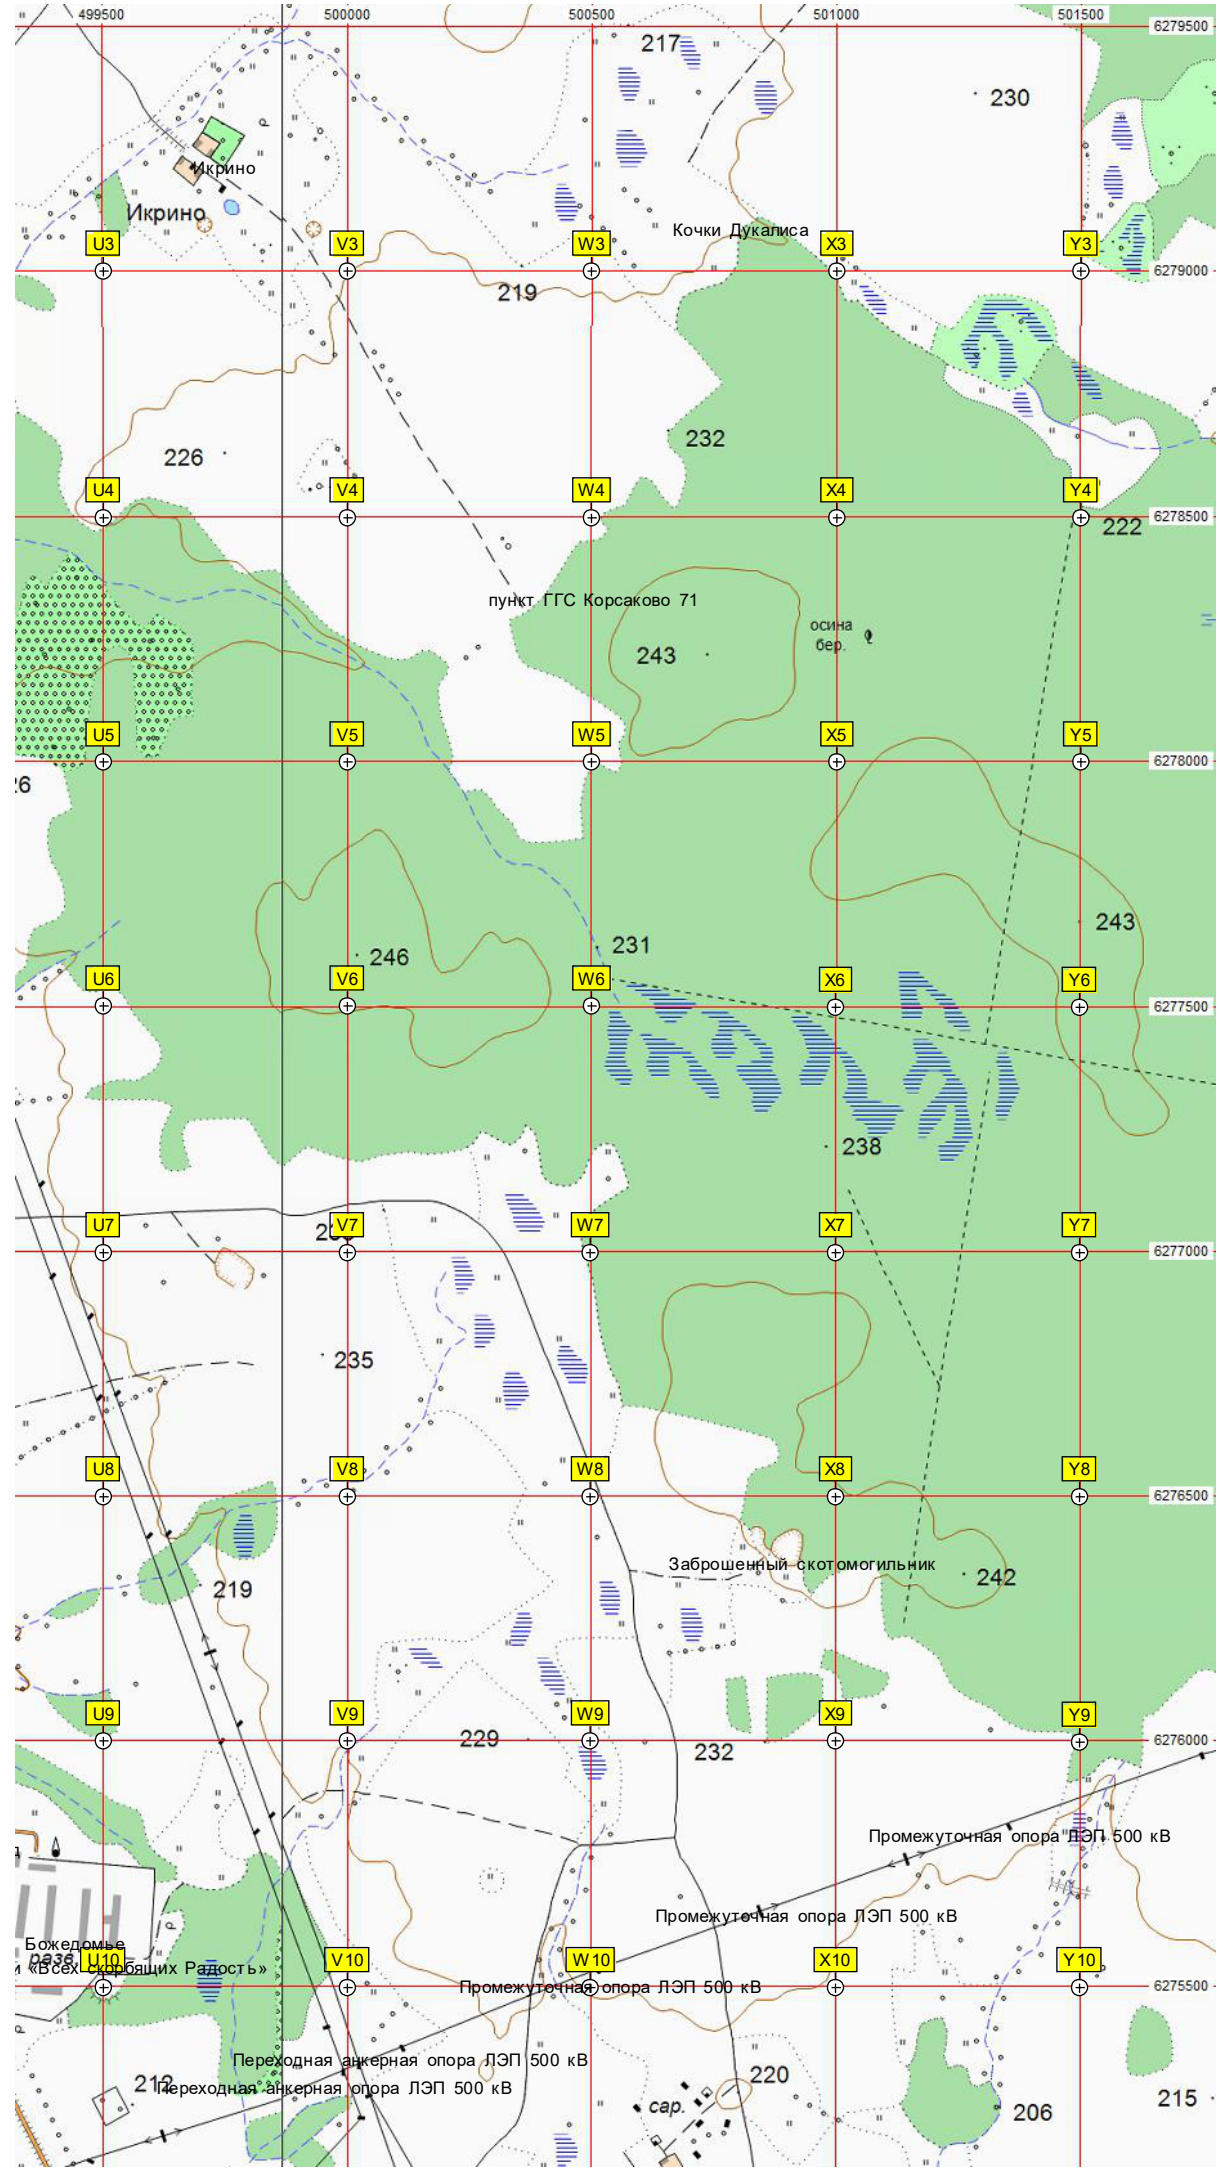 499500 500000 500500 501000 501500
6279500
217
230
Икрино
Икрино
Кочки Дукалиса
U3 V3 W3 X3 Y3
6279000
219
232
226
U4 V4 W4 X4 Y4
6278500
222
пункт ГГС Корсаково 71
осина
бер.
243
U5 V5 W5 X5 Y5
6278000
26
243
231
246
U6 V6 W6 X6 Y6
6277500
238
U7 V7 W7 X7 Y7
6277000
235
U8 V8 W8 X8 Y8
6276500
Заброшенный скотомогильник
242
219
U9 V9 W9 X9 Y9
6276000
229
232
Промежуточная опора ЛЭП 500 кВ
Промежуточная опора ЛЭП 500 кВ
Божедомье
разв.
U10 V10 W10 X10 Y10
и «Всех скорбящих Радость»
6275500
Промежуточная опора ЛЭП 500 кВ
Переходная анкерная опора ЛЭП 500 кВ
220
212
Переходная анкерная опора ЛЭП 500 кВ
215
сар.
206